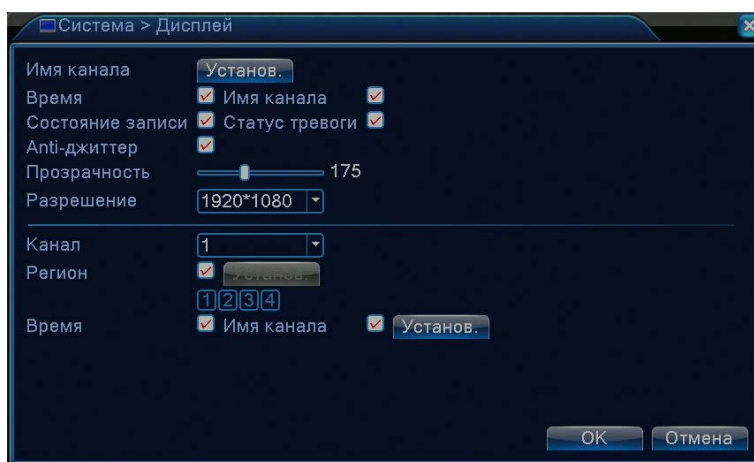 Система > Дисплей
Имя канала Установ.
Время Имя канала
Состояние записи Статус тревоги
Anti-джиттер
Прозрачность 175
Разрешение 1920*1080
Канал 1
Регион Установ.
1 2 3 4
Время Имя канала Установ.
OK Отмена